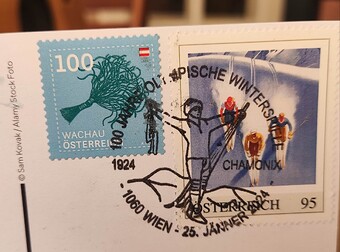 © Sam Kovak / Alamy Stock Foto
100
WACHAU
ÖSTERREICH
100 JAHRE OLYMPISCHE WINTERSPIELE
1924
CHAMONIX
1060 WIEN - 25. JÄNNER 2024
ÖSTERREICH
95